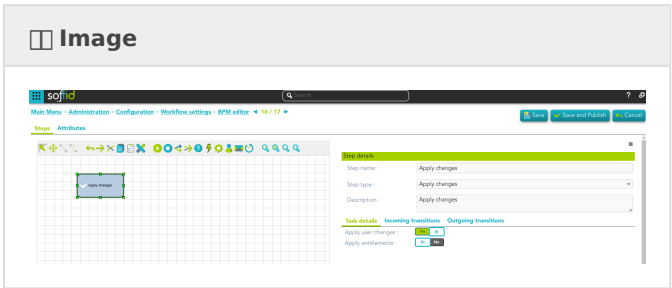 Image
soffid
Search
?
Main Menu > Administration > Configuration > Workflow settings > BPM editor ◄ 16 / 17 ►
Save
Save and Publish
Cancel
Steps Attributes
Step details
Apply changes
Step name : Apply changes
Step type : Apply changes
Description : Apply changes
Task details Incoming transitions Outgoing transitions
Apply user changes : Yes
Apply entitlements : No